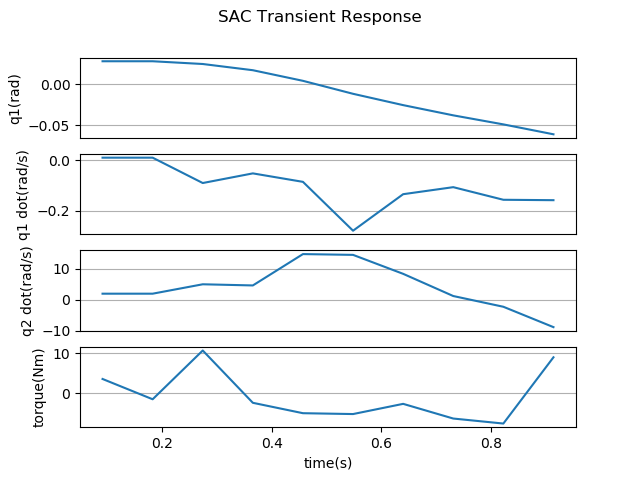 SAC Transient Response
q1(rad)
0.00
−0.05
q1 dot(rad/s)
0.0
−0.2
q2 dot(rad/s)
10
0
−10
torque(Nm)
10
0
0.2 0.4 0.6 0.8
time(s)